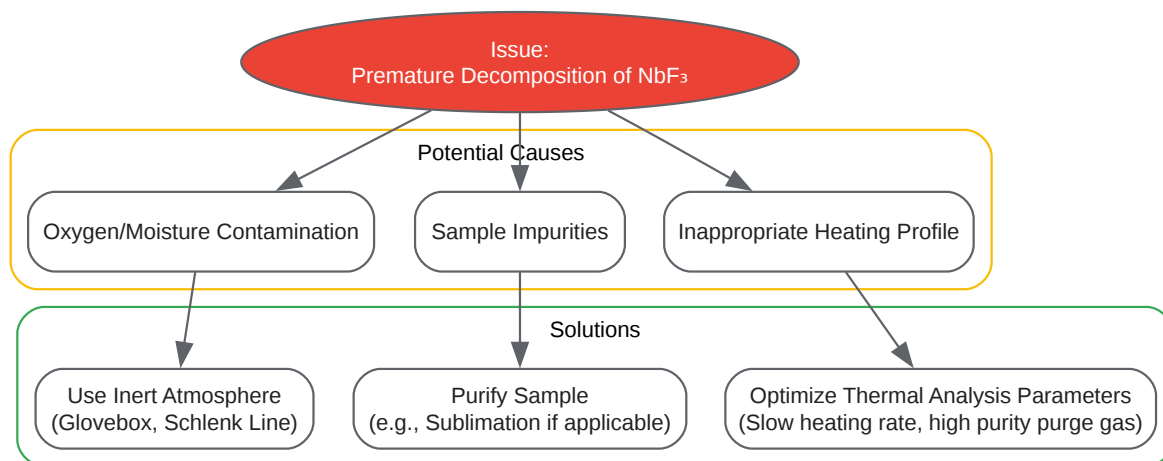 Issue:
Premature Decomposition of NbF₃
Potential Causes
Oxygen/Moisture Contamination
Sample Impurities
Inappropriate Heating Profile
Solutions
Use Inert Atmosphere
(Glovebox, Schlenk Line)
Purify Sample
(e.g., Sublimation if applicable)
Optimize Thermal Analysis Parameters
(Slow heating rate, high purity purge gas)